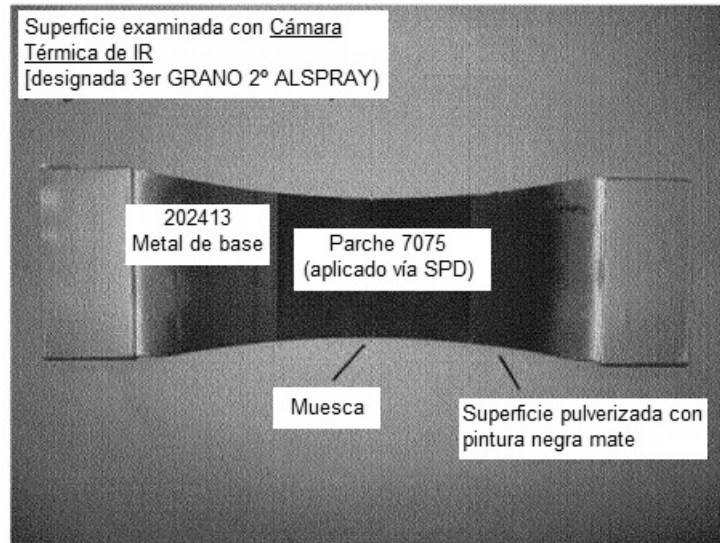 Superficie examinada con Cámara
Térmica de IR
[designada 3er GRANO 2º ALSPRAY)
202413
Metal de base
Parche 7075
(aplicado vía SPD)
Muesca
Superficie pulverizada con
pintura negra mate